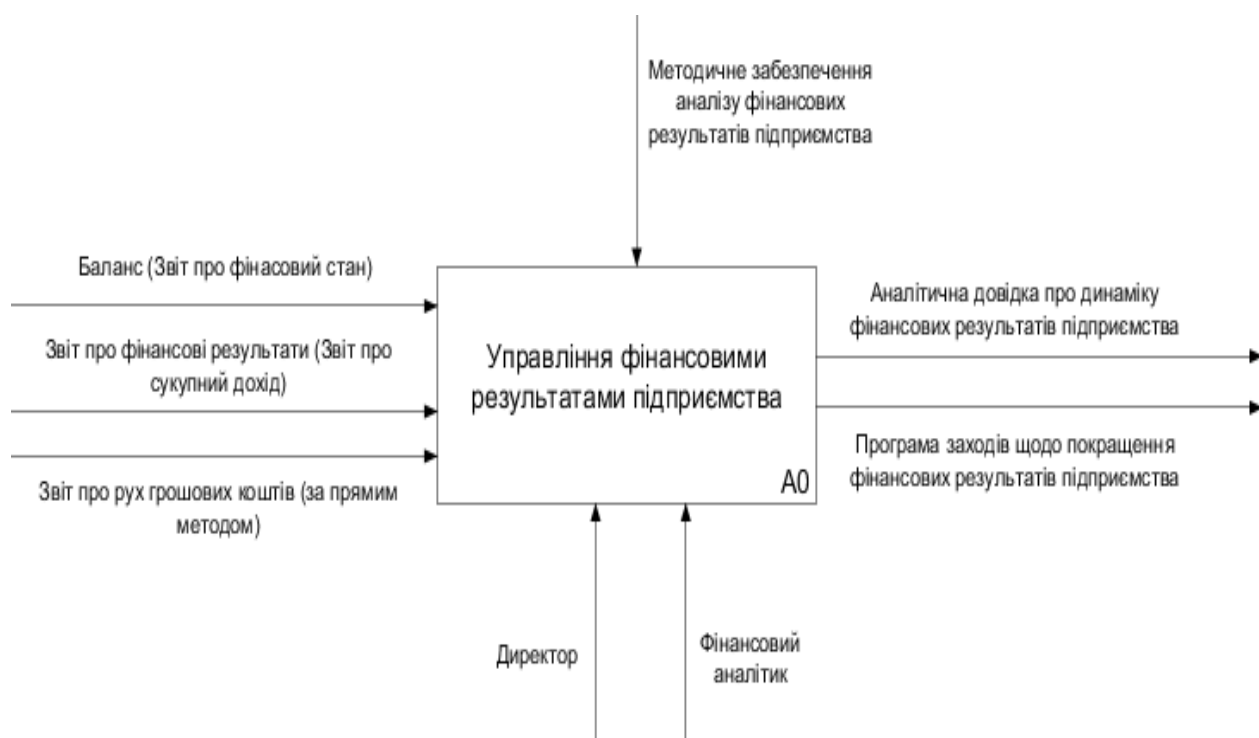 Методичне забезпечення
аналізу фінансових
результатів підприємства
Баланс (Звіт про фінасовий стан)
Звіт про фінансові результати (Звіт про
сукупний дохід)
Звіт про рух грошових коштів (за прямим
методом)
Управління фінансовими
результатами підприємства
A0
Аналітична довідка про динаміку
фінансових результатів підприємства
Програма заходів щодо покращення
фінансових результатів підприємства
Директор
Фінансовий
аналітик